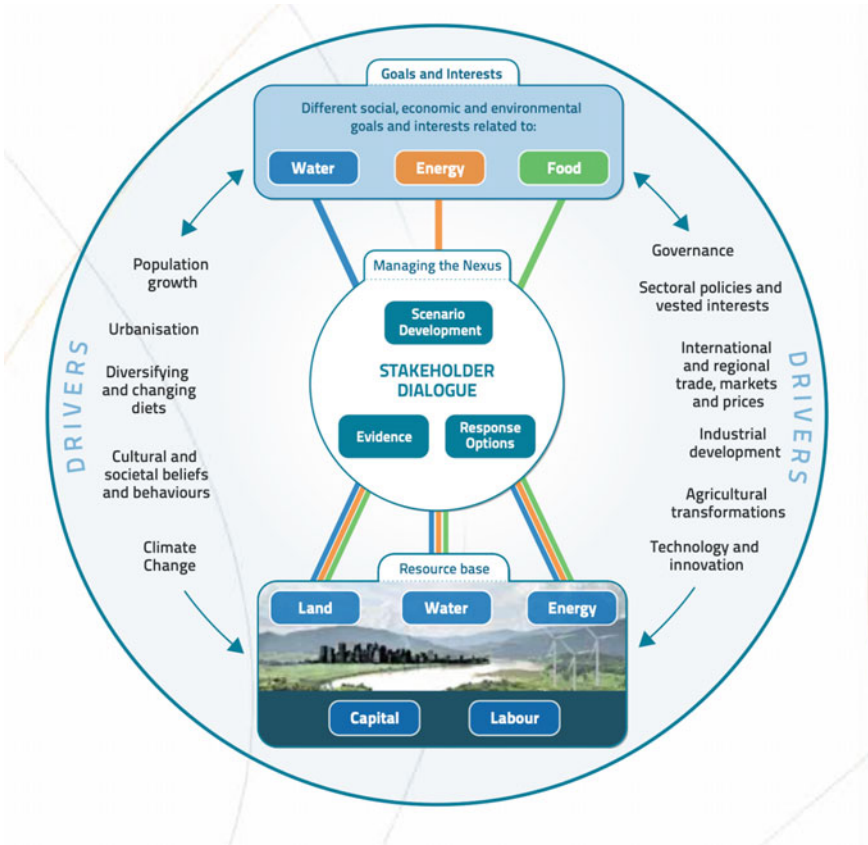 Goals and Interests
Different social, economic and environmental
goals and interests related to:
Water
Energy
Food
DRIVERS
Population
growth
Urbanisation
Diversifying
and changing
diets
Cultural and
societal beliefs
and behaviours
Climate
Change
Managing the Nexus
Scenario
Development
STAKEHOLDER
DIALOGUE
Evidence
Response
Options
Governance
Sectoral policies and
vested interests
International
and regional
trade, markets
and prices
Industrial
development
Agricultural
transformations
Technology and
innovation
DRIVERS
Resource base
Land
Water
Energy
Capital
Labour